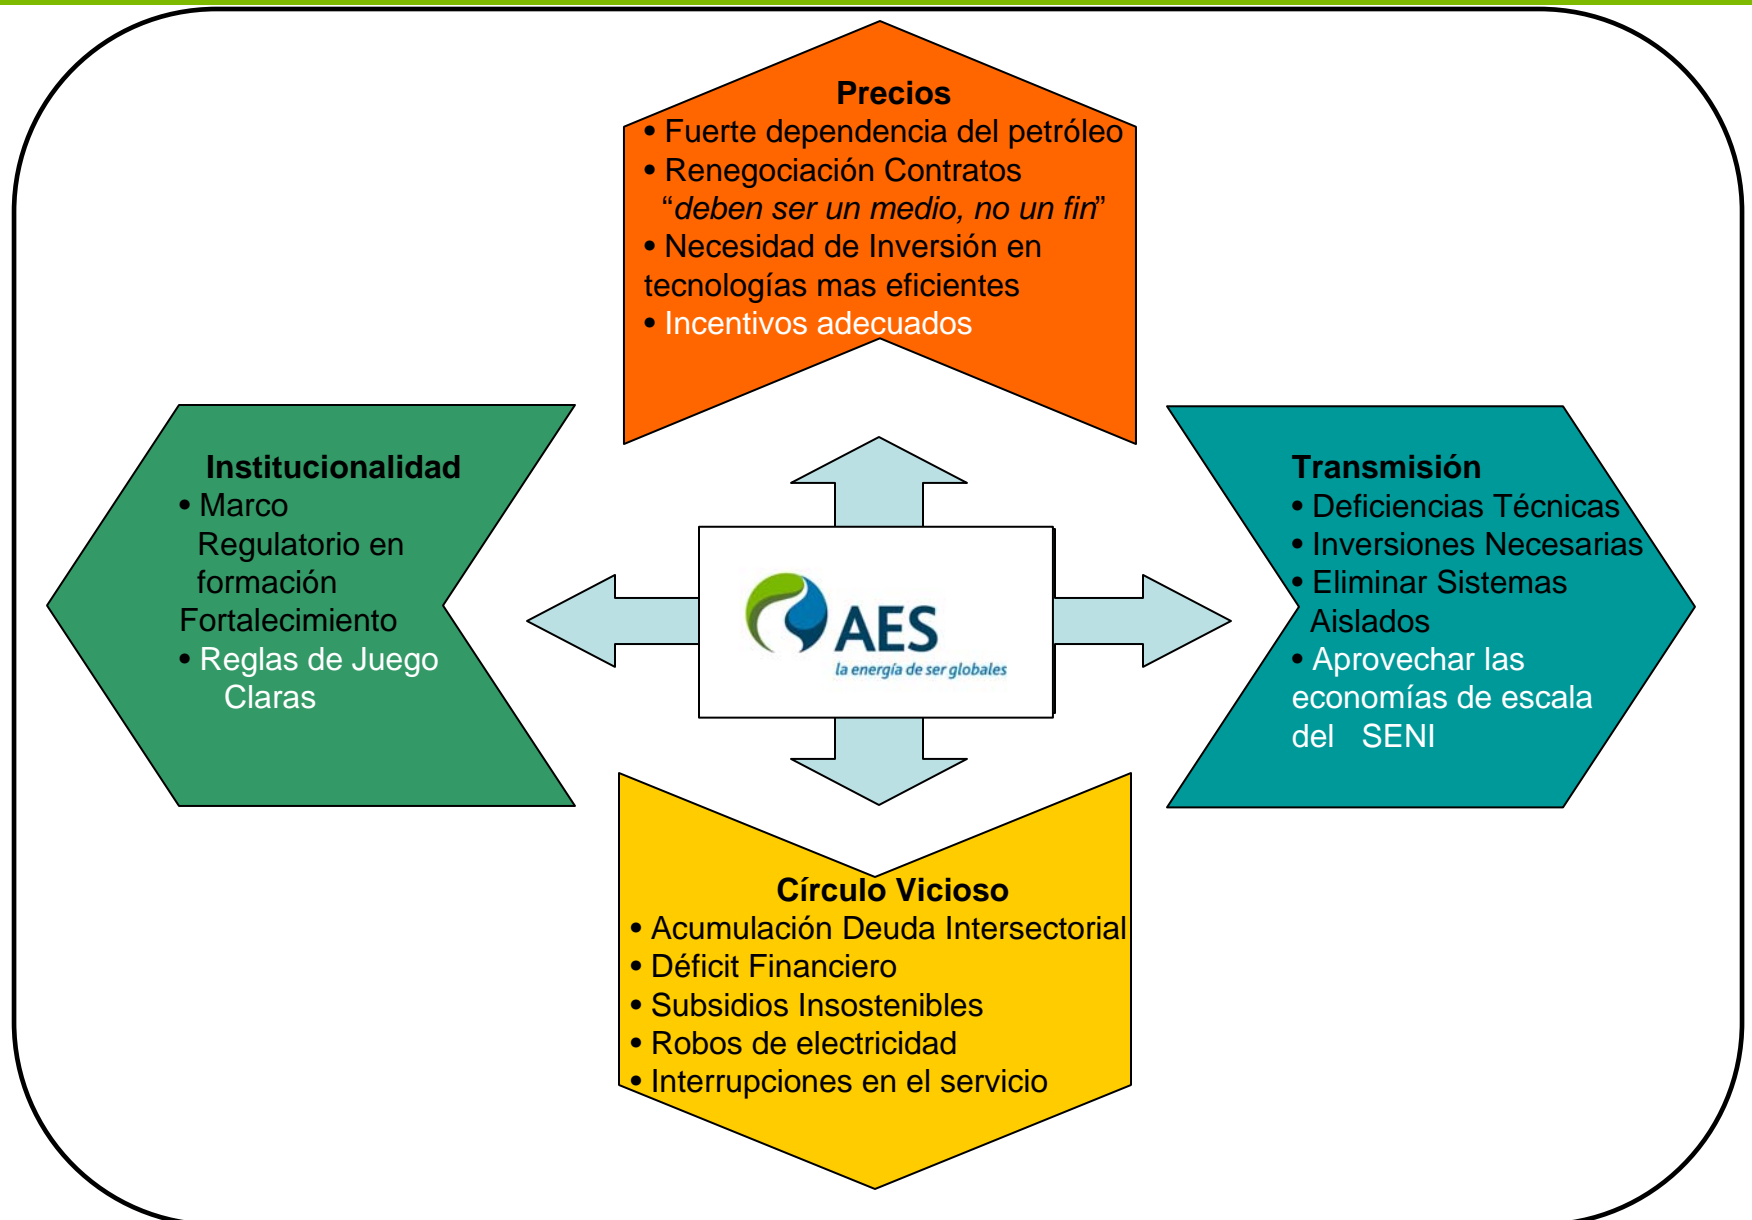 Precios
• Fuerte dependencia del petróleo
• Renegociación Contratos
“deben ser un medio, no un fin”
• Necesidad de Inversión en
tecnologías mas eficientes
• Incentivos adecuados
Institucionalidad
• Marco
Regulatorio en
formación
Fortalecimiento
• Reglas de Juego
Claras
AES
la energía de ser globales
Transmisión
• Deficiencias Técnicas
• Inversiones Necesarias
• Eliminar Sistemas
Aislados
• Aprovechar las
economías de escala
del SENI
Círculo Vicioso
• Acumulación Deuda Intersectorial
• Déficit Financiero
• Subsidios Insostenibles
• Robos de electricidad
• Interrupciones en el servicio